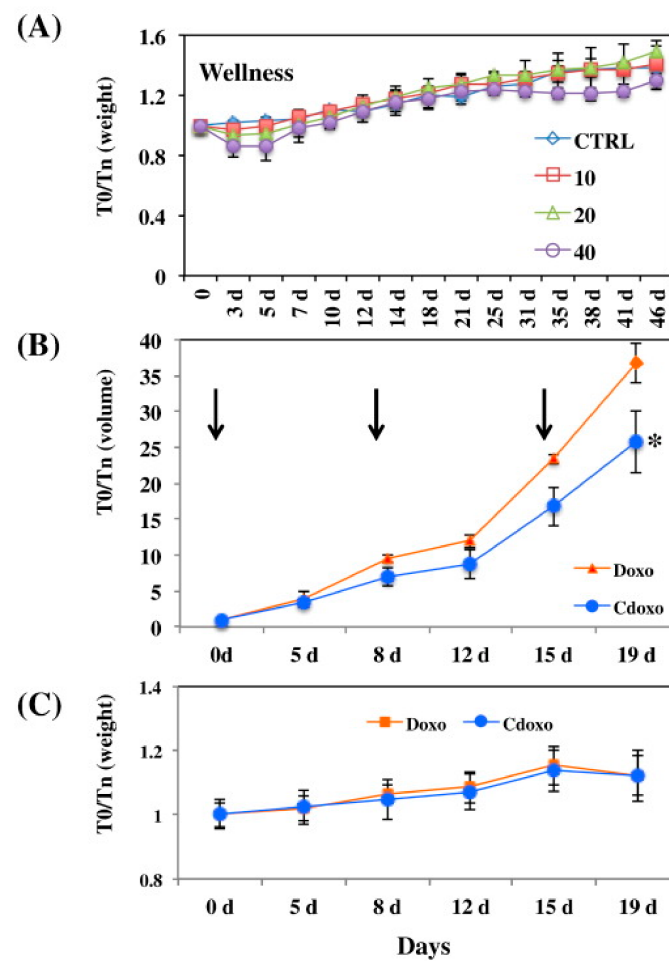 (A)
T0/Tn (weight)
1.6
1.2
0.8
0.4
0
Wellness
CTRL
10
20
40
0
3 d
5 d
7 d
10 d
12 d
14 d
18 d
21 d
25 d
31 d
35 d
38 d
41 d
46 d
(B)
T0/Tn (volume)
40
35
30
25
20
15
10
5
0
*
Doxo
Cdoxo
0d
5 d
8 d
12 d
15 d
19 d
(C)
T0/Tn (weight)
1.4
1.2
1
0.8
Doxo
Cdoxo
0 d
5 d
8 d
12 d
15 d
19 d
Days